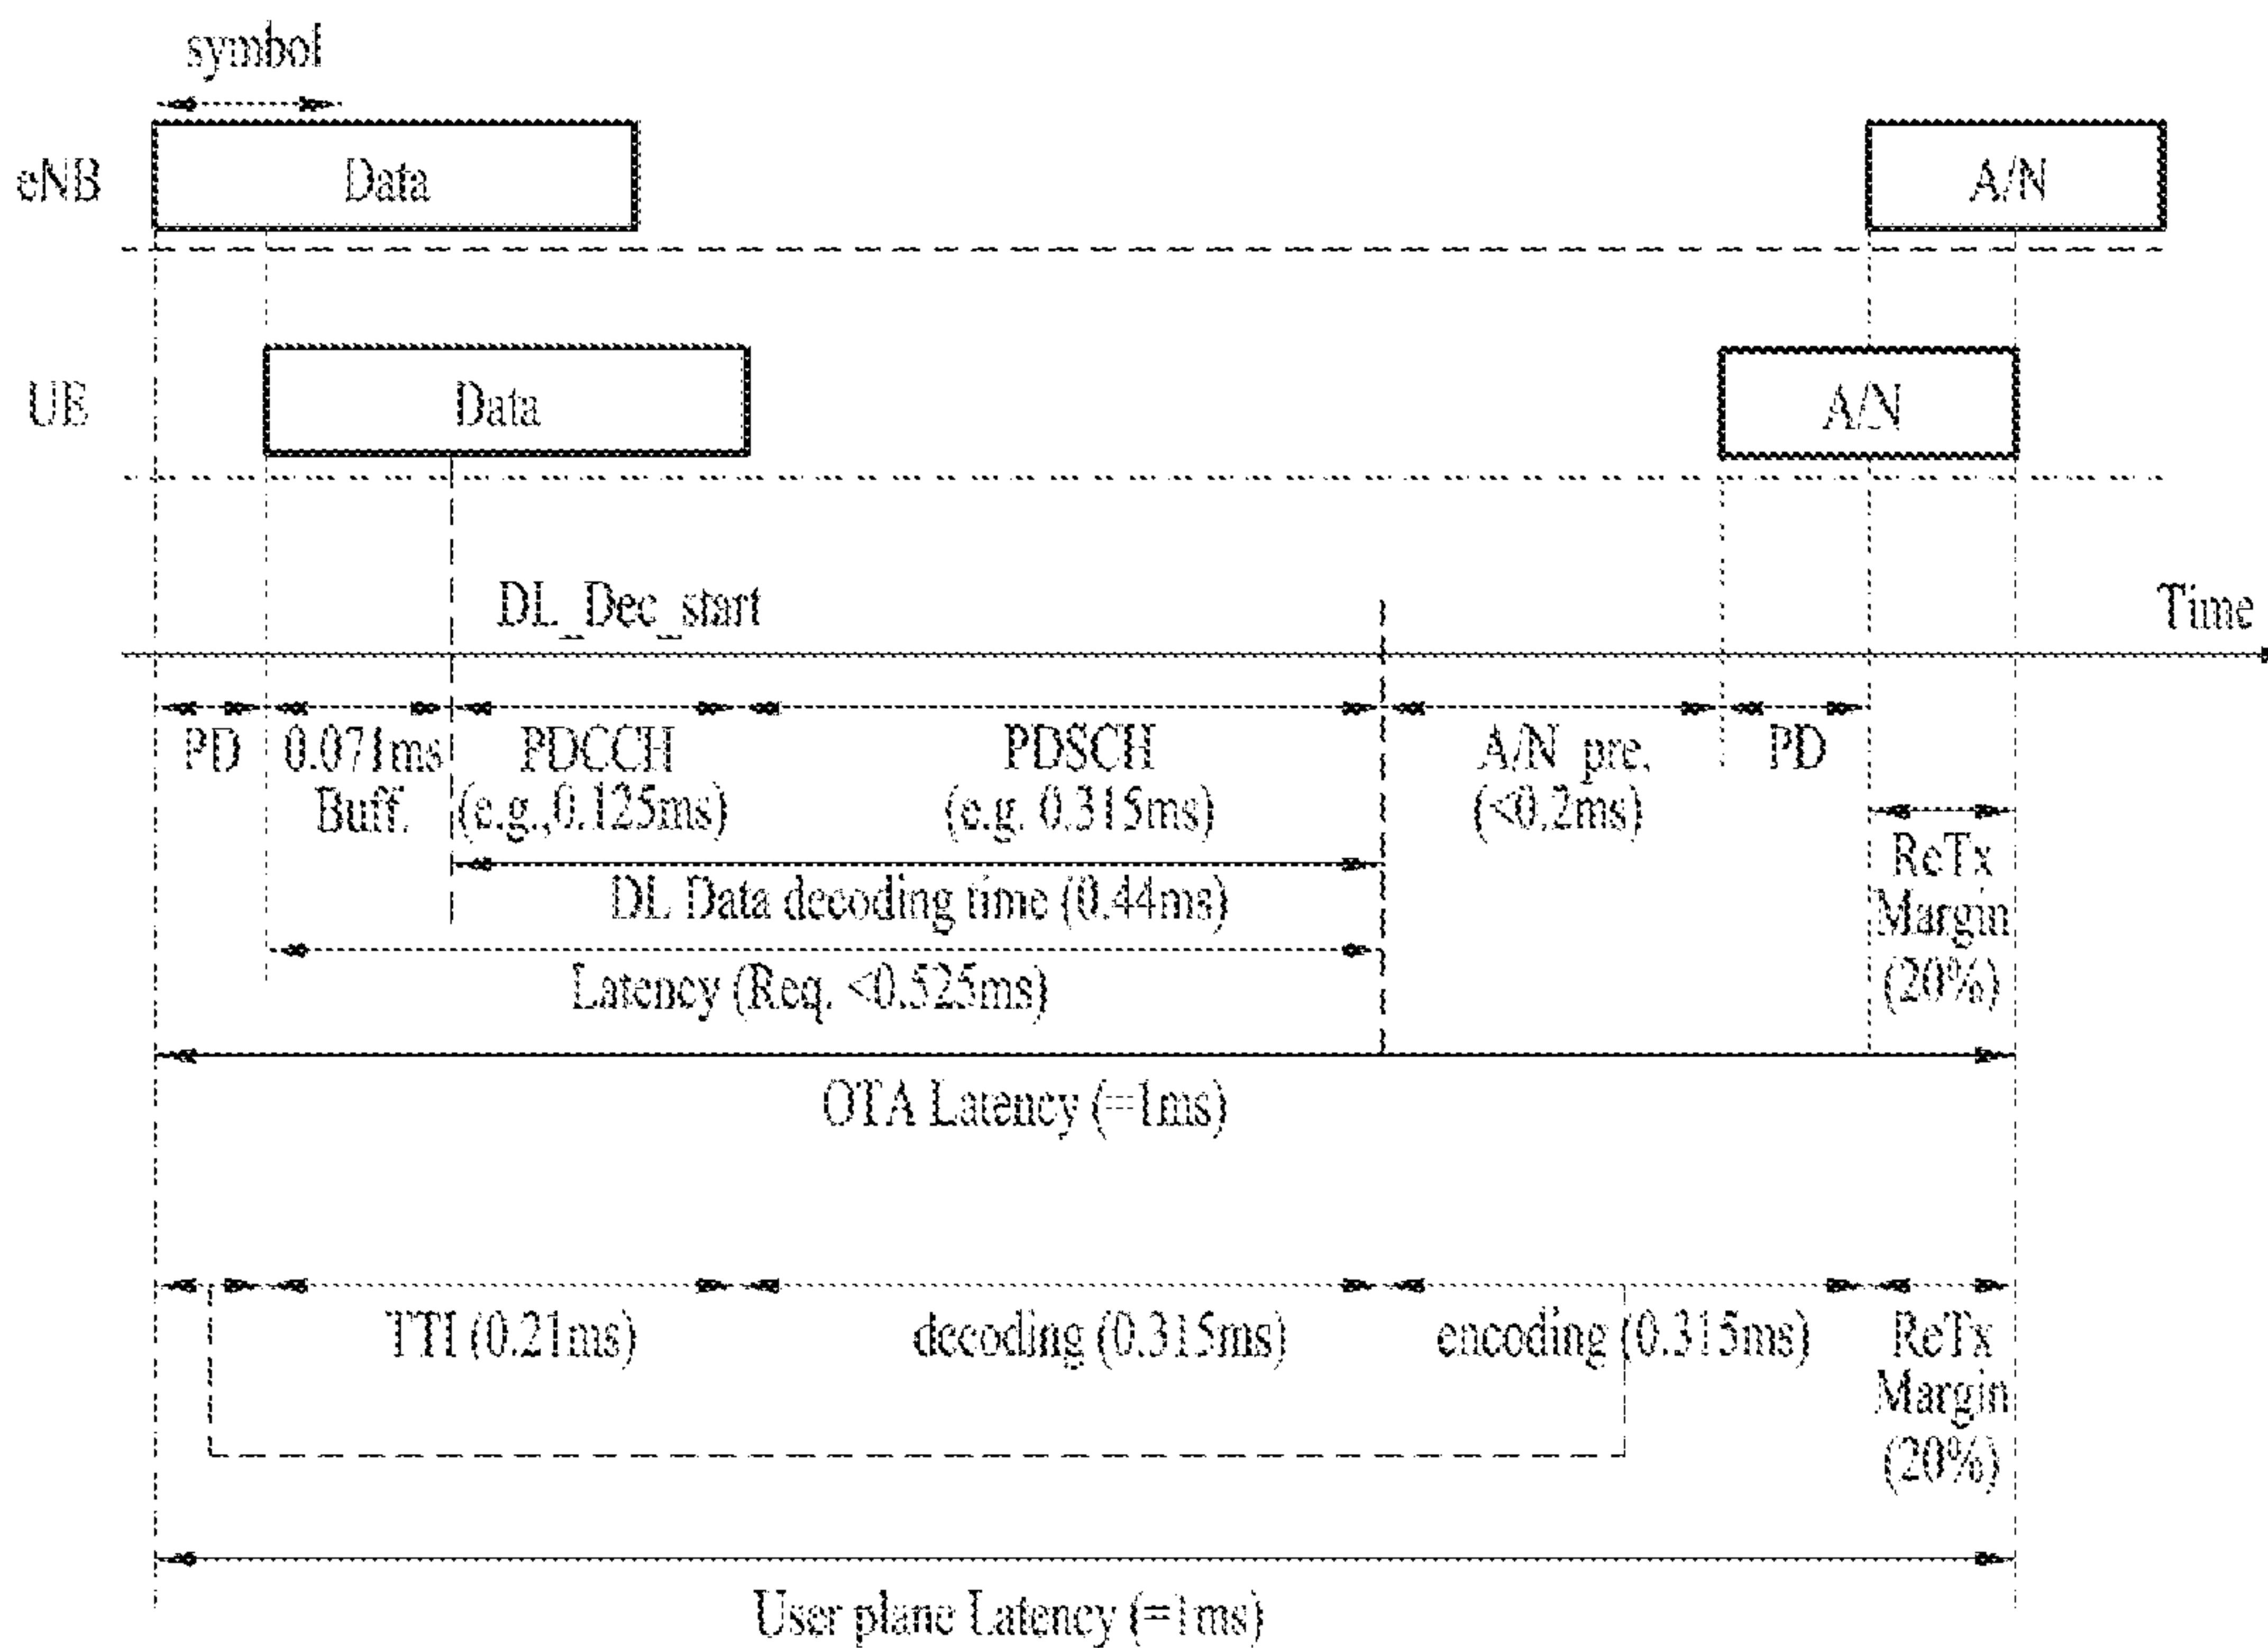 symbol
eNB
Data
A/N
UE
Data
A/N
DL_Dec_start
Time
PD
0.071ms
Buff.
PDCCH
(e.g.,0.125ms)
PDSCH
(e.g. 0.315ms)
A/N pre.
(<0.2ms)
PD
ReTx
Margin
(20%)
DL Data decoding time (0.44ms)
Latency (Req. <0.525ms)
OTA Latency (=1ms)
TTI (0.21ms)
decoding (0.315ms)
encoding (0.315ms)
ReTx
Margin
(20%)
User plane Latency (=1ms)